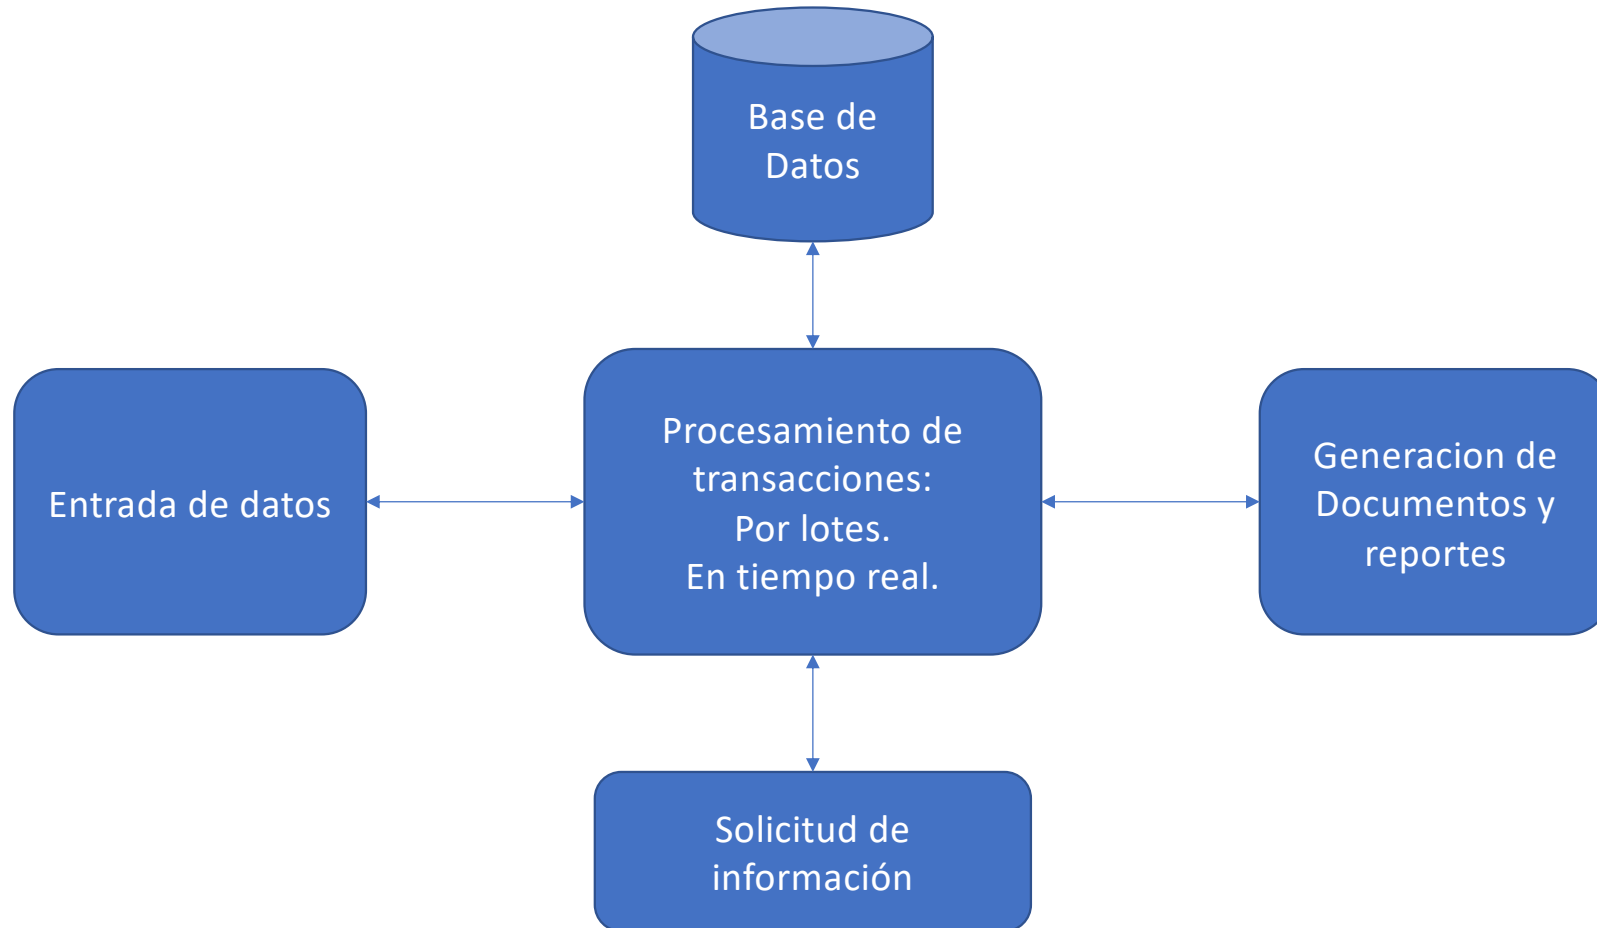 Base de
Datos
Entrada de datos
Procesamiento de
transacciones:
Por lotes.
En tiempo real.
Generacion de
Documentos y
reportes
Solicitud de
información